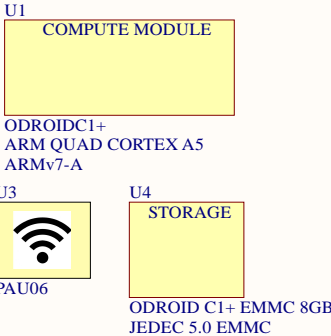 U1
COMPUTE MODULE
ODROIDC1+
ARM QUAD CORTEX A5
ARMv7-A
U3
U4
STORAGE
PAU06
ODROID C1+ EMMC 8GB
JEDEC 5.0 EMMC